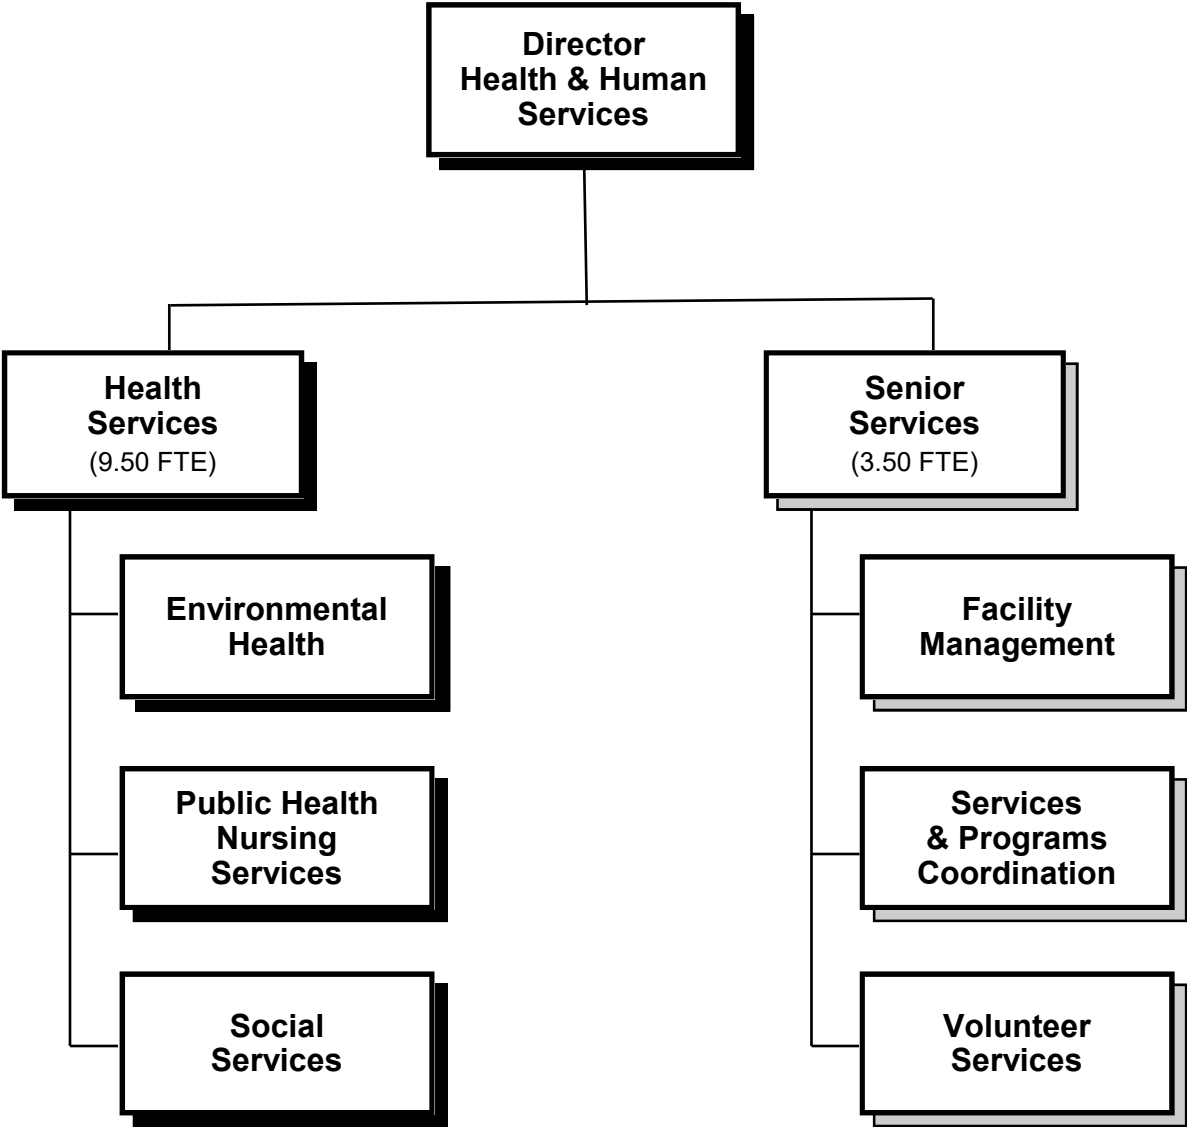 Director
Health & Human
Services
Health
Services
(9.50 FTE)
Senior
Services
(3.50 FTE)
Environmental
Health
Facility
Management
Public Health
Nursing
Services
Services
& Programs
Coordination
Social
Services
Volunteer
Services